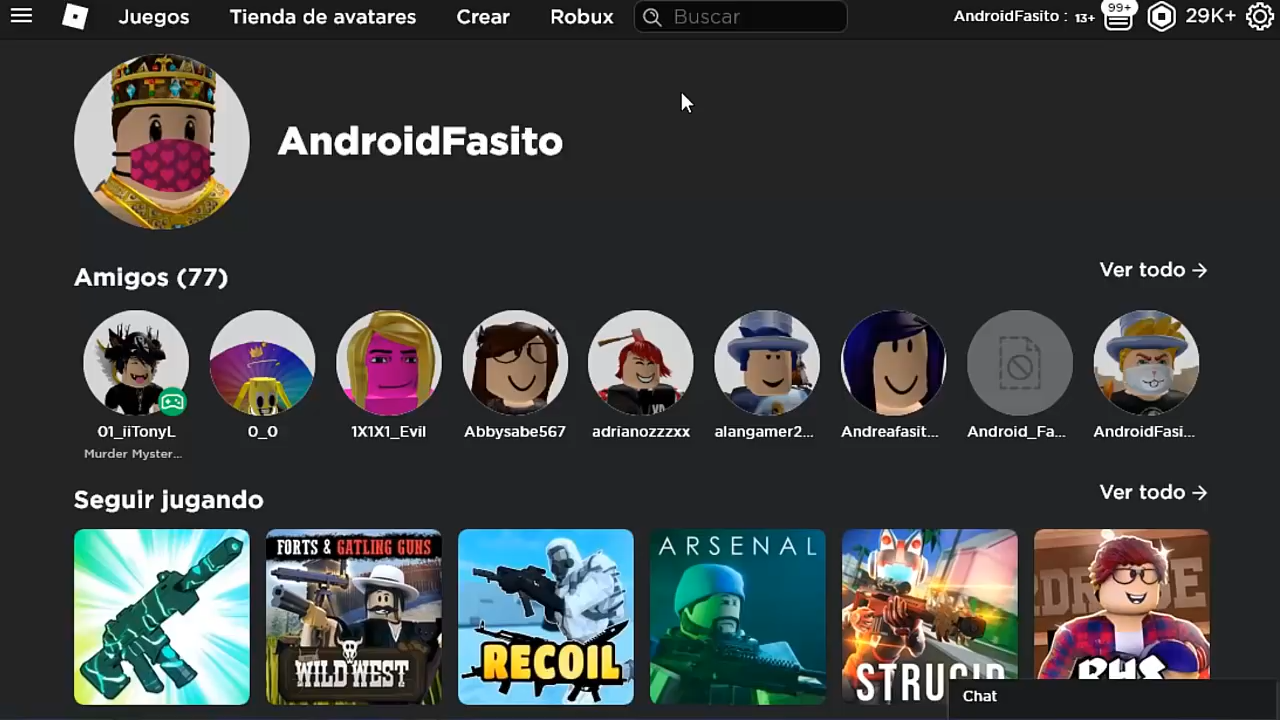 Juegos Tienda de avatares Crear Robux Buscar AndroidFasito : 13+ 99+ 29K+
AndroidFasito
Amigos (77) Ver todo →
01_iiTonyL 0_0 1X1X1_Evil Abbysabe567 adrianozzzxx alangamer2... Andreafasit... Android_Fa... AndroidFasi...
Murder Myster...
Seguir jugando Ver todo →
FORTS & GATLING GUNS
WILD WEST
RECOIL
ARSENAL
STRUCID
RHS
Chat